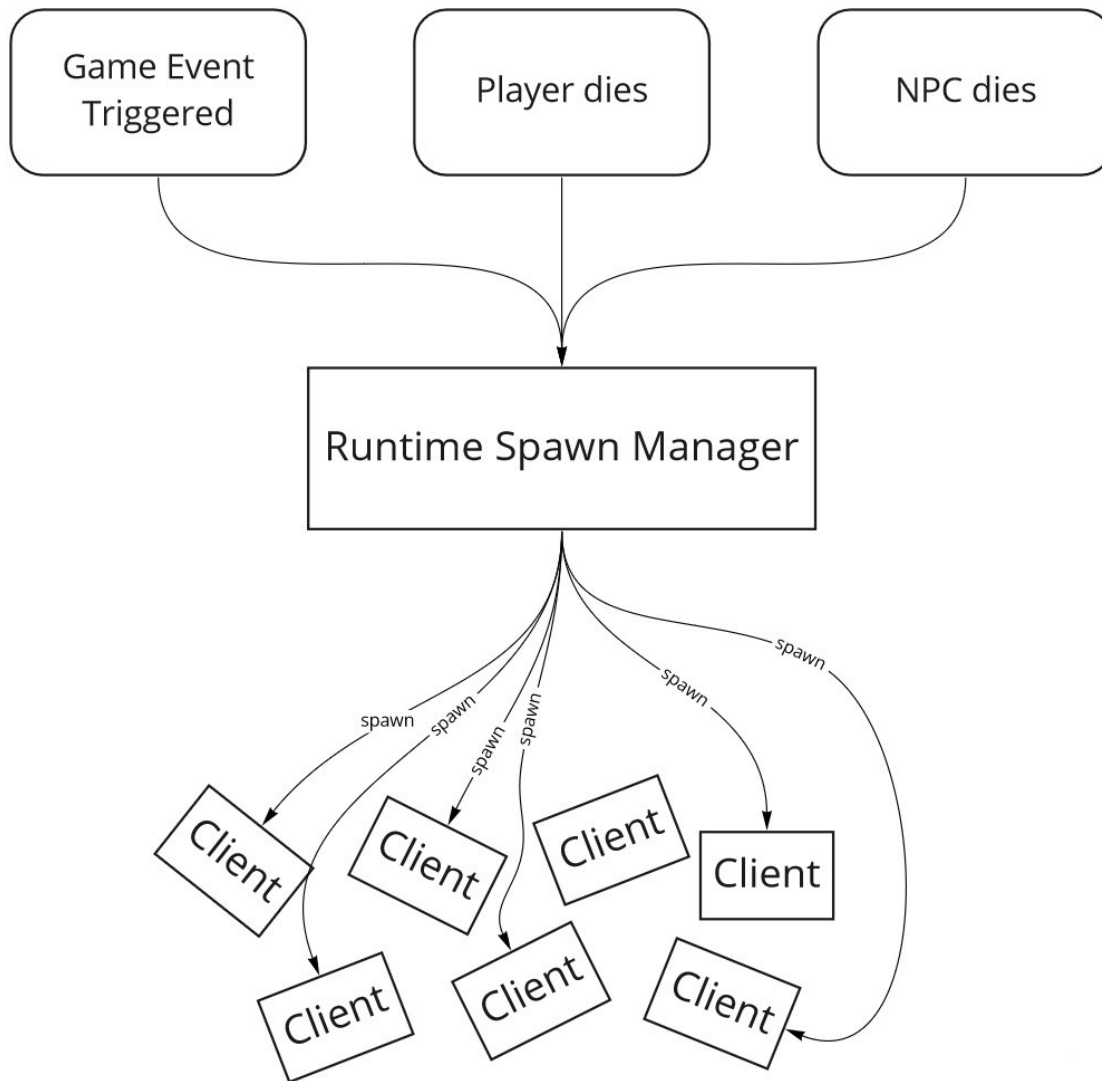 Game Event
Triggered
Player dies
NPC dies
Runtime Spawn Manager
spawn
spawn
spawn
spawn
spawn
spawn
Client
Client
Client
Client
Client
Client
Client